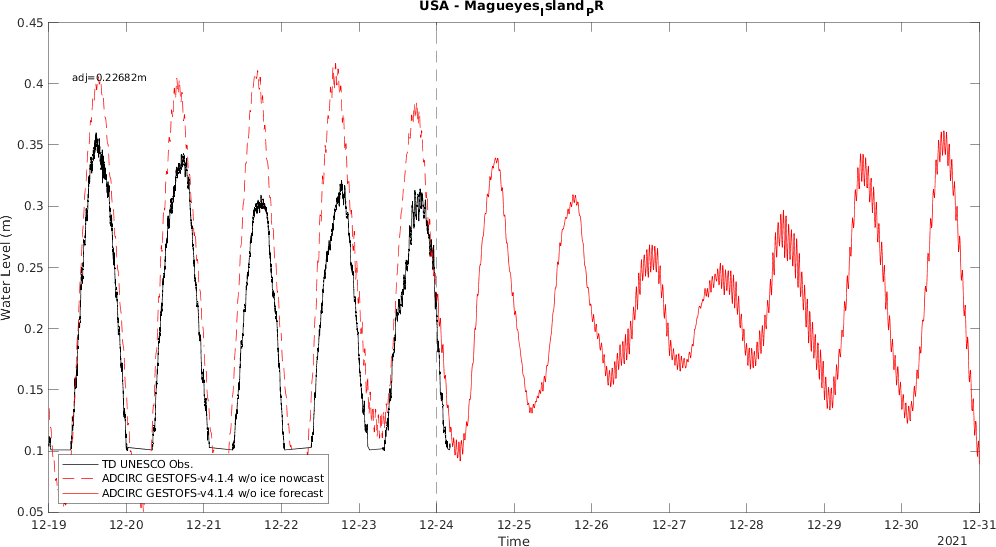 USA - Magueyes Island PR
0.45
0.4
0.35
0.3
0.25
0.2
0.15
0.1
0.05
Water Level (m)
adj=0.22682m
TD UNESCO Obs.
ADCIRC GESTOFS-v4.1.4 w/o ice nowcast
ADCIRC GESTOFS-v4.1.4 w/o ice forecast
12-19 12-20 12-21 12-22 12-23 12-24 12-25 12-26 12-27 12-28 12-29 12-30 12-31
Time
2021